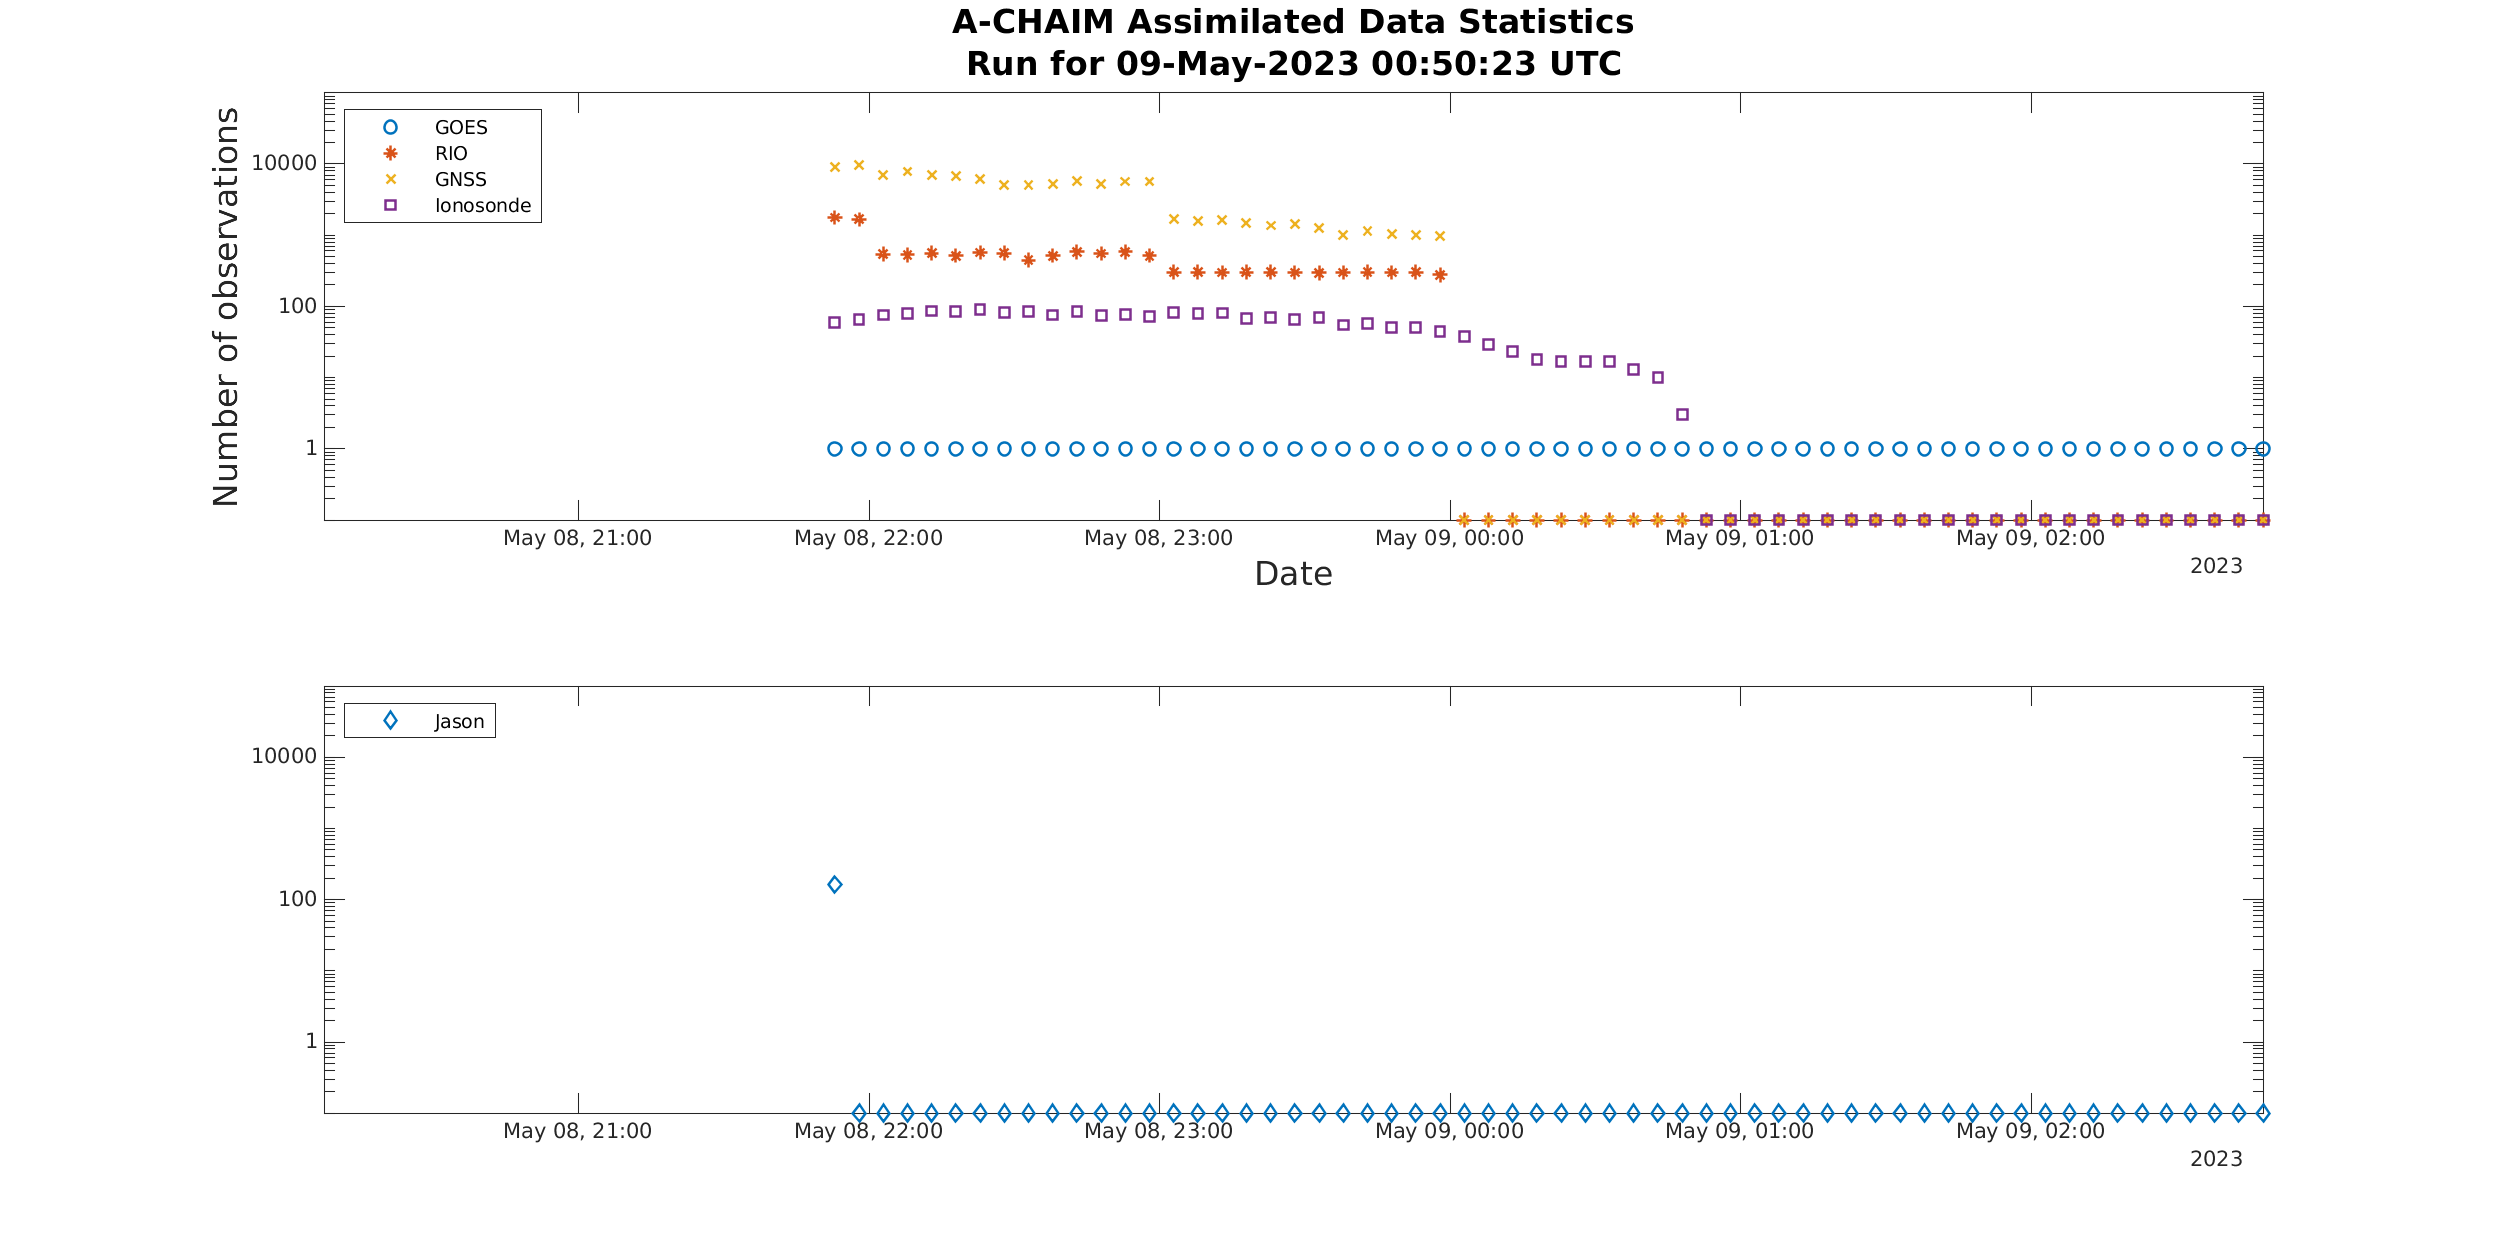 A-CHAIM Assimilated Data Statistics
Run for 09-May-2023 00:50:23 UTC
Number of observations
10000
100
1
GOES
RIO
GNSS
Ionosonde
May 08, 21:00 May 08, 22:00 May 08, 23:00 May 09, 00:00 May 09, 01:00 May 09, 02:00
2023
Date
10000
100
1
Jason
May 08, 21:00 May 08, 22:00 May 08, 23:00 May 09, 00:00 May 09, 01:00 May 09, 02:00
2023